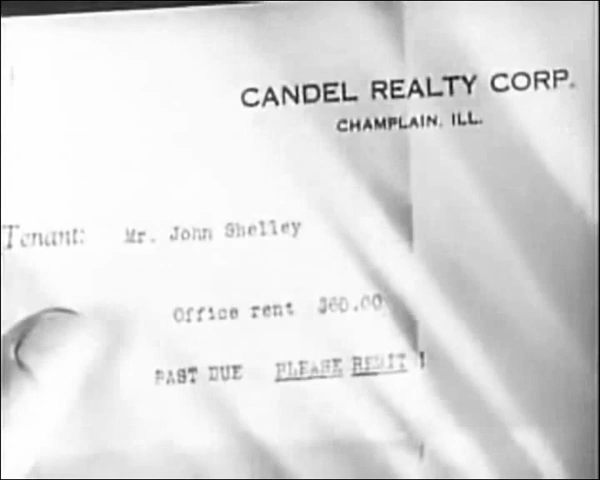 CANDEL REALTY CORP.
CHAMPLAIN, ILL.
Tenant: Mr. John Shelley
Office rent $60.00
PAST DUE PLEASE REMIT !